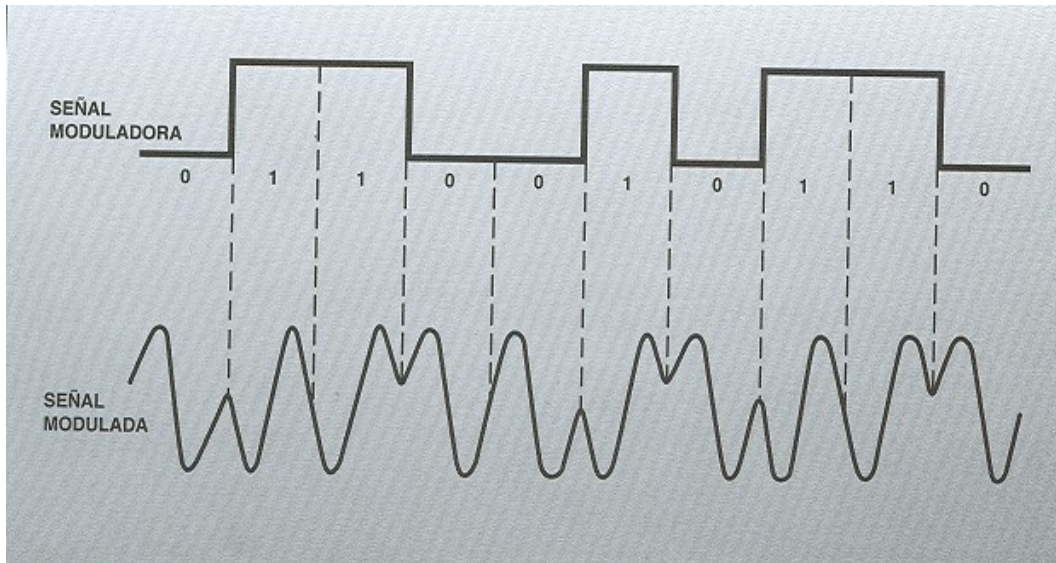 SEÑAL
MODULADORA
0 1 1 0 0 1 0 1 1 0
SEÑAL
MODULADA